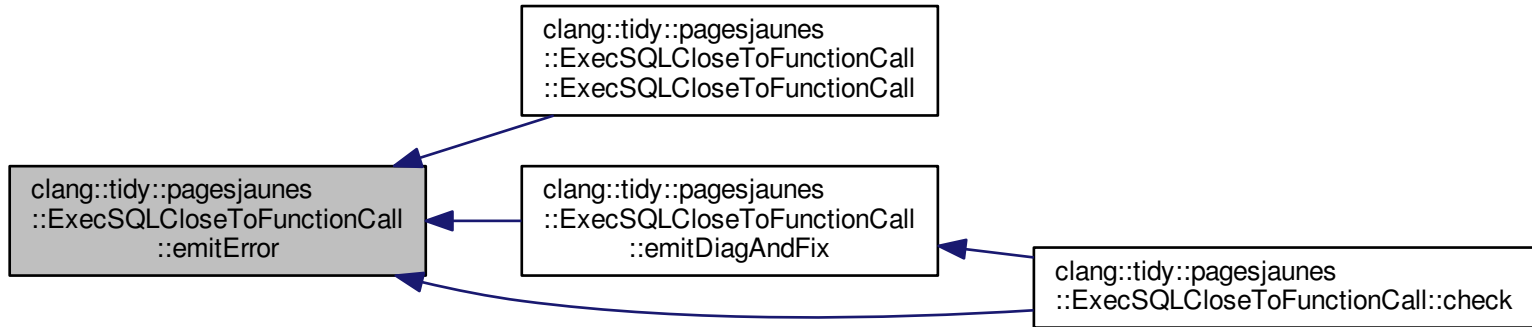 clang::tidy::pagesjaunes
::ExecSQLCloseToFunctionCall
::ExecSQLCloseToFunctionCall
clang::tidy::pagesjaunes
::ExecSQLCloseToFunctionCall
::emitError
clang::tidy::pagesjaunes
::ExecSQLCloseToFunctionCall
::emitDiagAndFix
clang::tidy::pagesjaunes
::ExecSQLCloseToFunctionCall::check